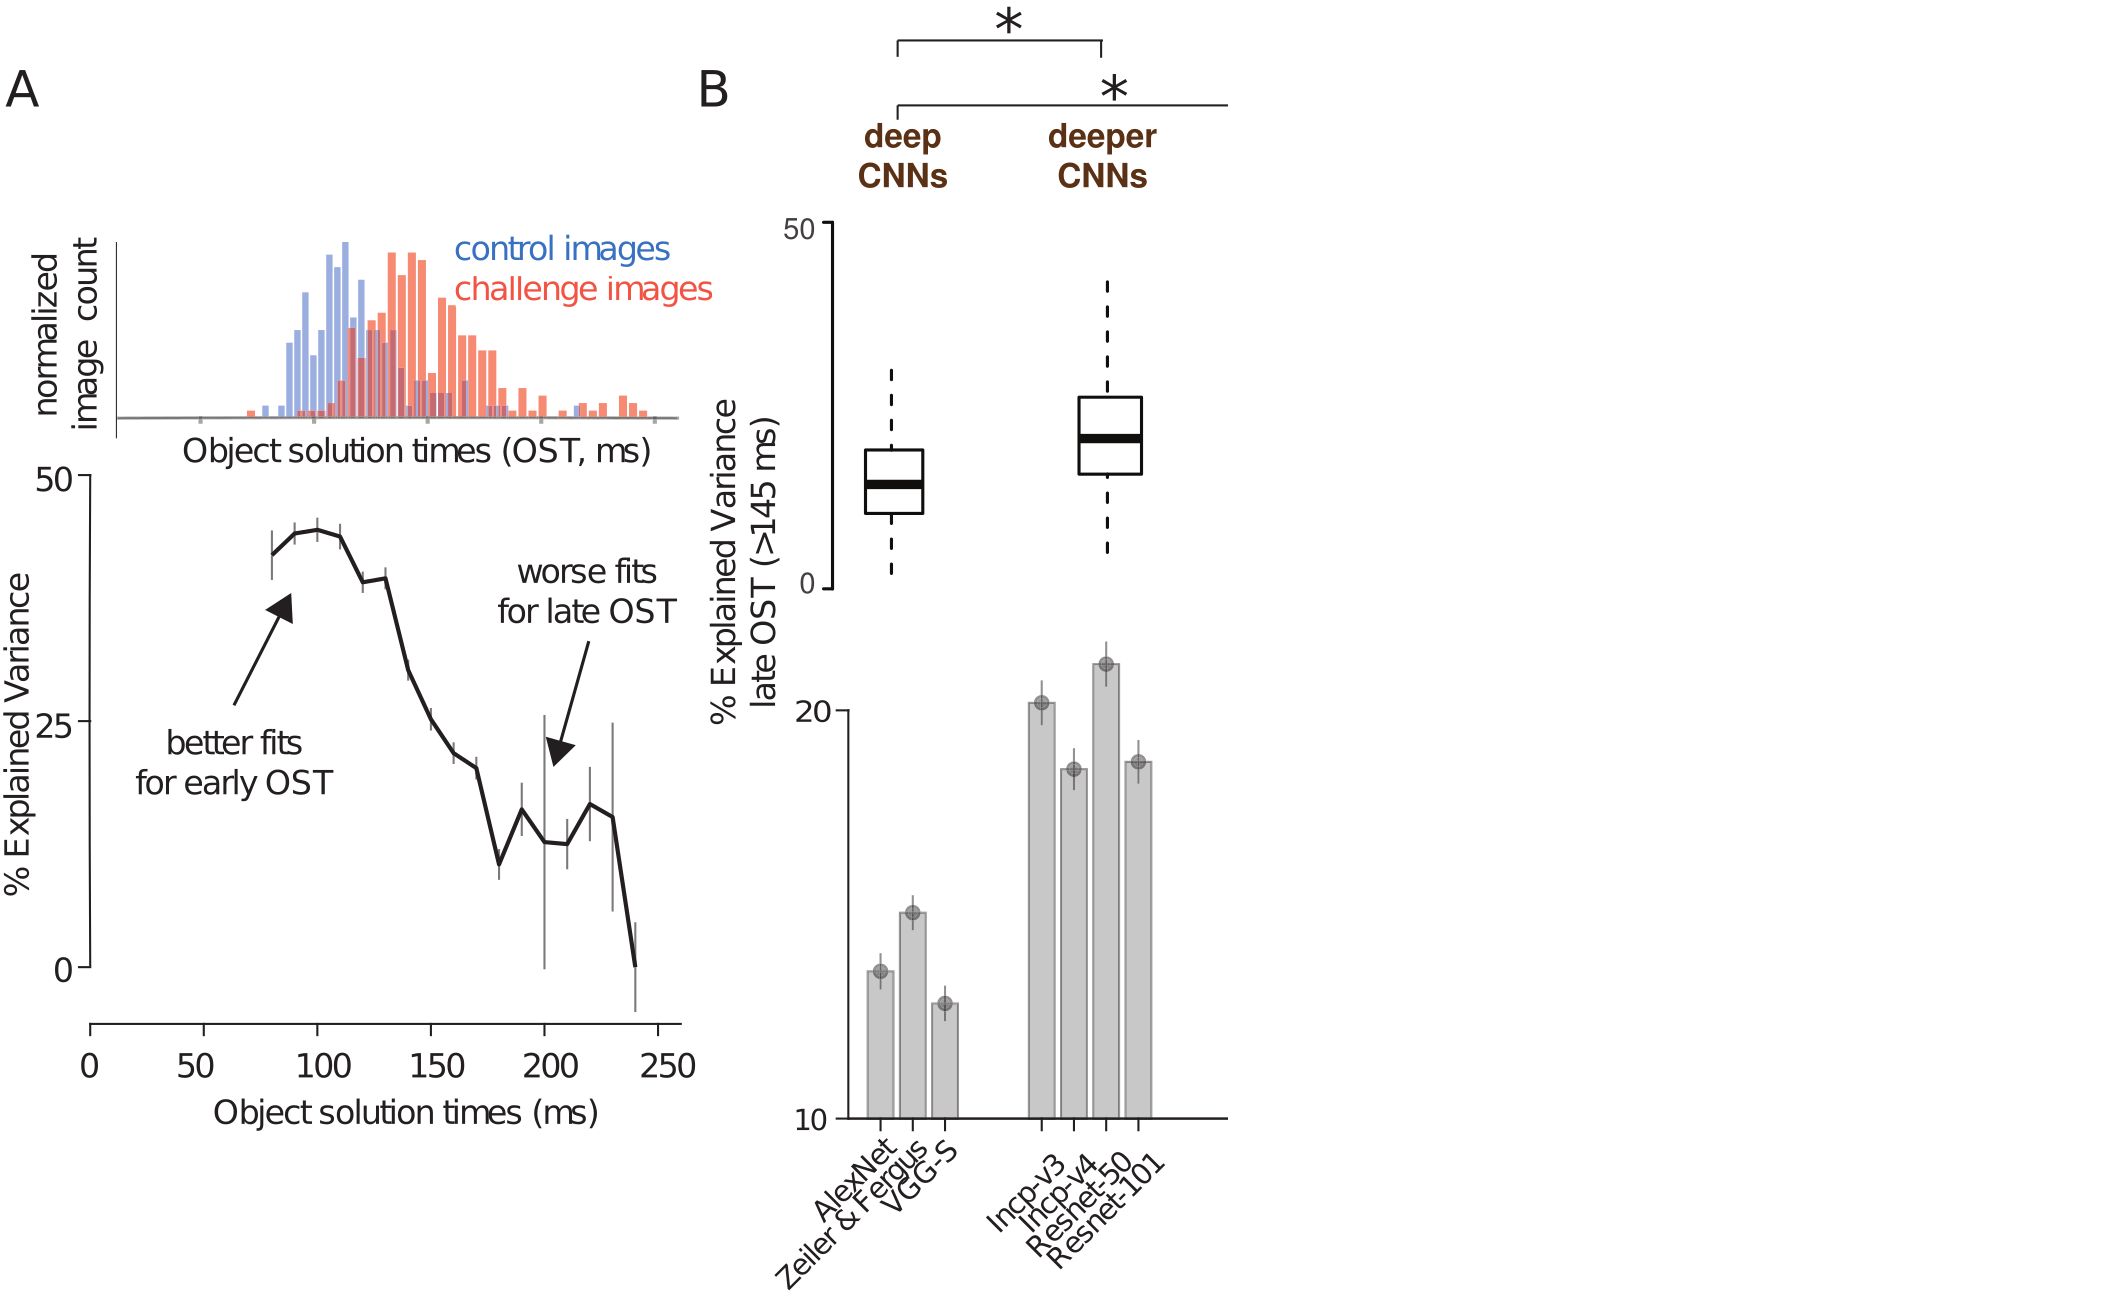 A
normalized
image count
control images
challenge images
Object solution times (OST, ms)
50
25
0
% Explained Variance
better fits
for early OST
worse fits
for late OST
0 50 100 150 200 250
Object solution times (ms)
B
*
*
deep
CNNs
deeper
CNNs
% Explained Variance
late OST (>145 ms)
50
0
20
10
AlexNet
Zeiler & Fergus
VGG-S
Incp-v3
Incp-v4
Resnet-50
Resnet-101